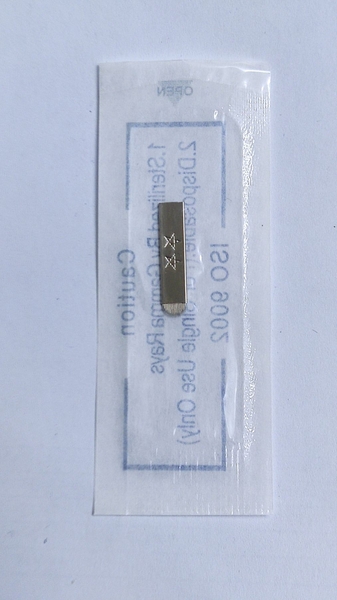 OPEN
Caution
1.Sterilized By Gamma Rays
2.Disposable Single Use Only)
ISO 9002